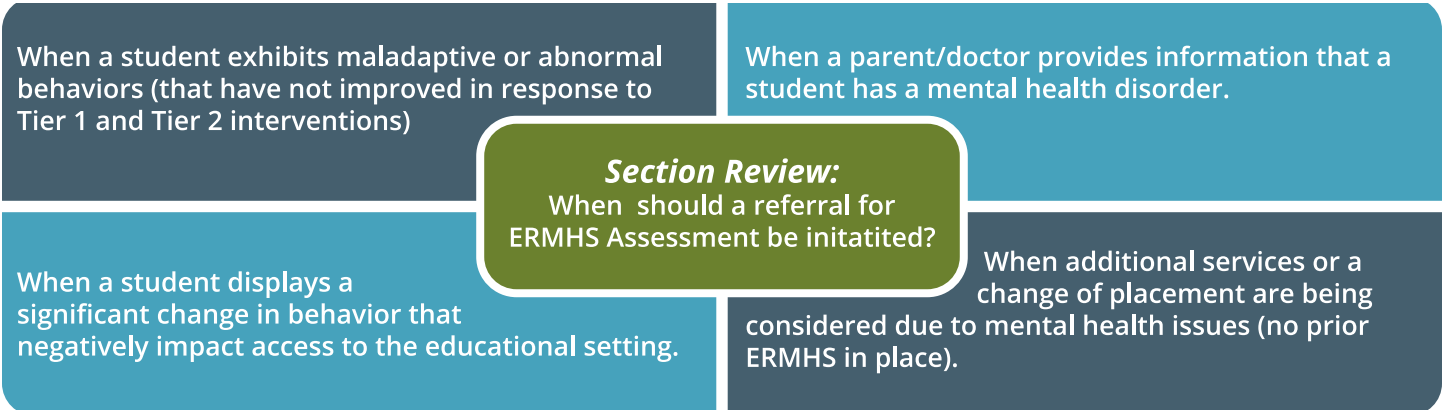 When a student exhibits maladaptive or abnormal
behaviors (that have not improved in response to
Tier 1 and Tier 2 interventions)
When a parent/doctor provides information that a
student has a mental health disorder.
Section Review:
When should a referral for
ERMHS Assessment be initatited?
When a student displays a
significant change in behavior that
negatively impact access to the educational setting.
When additional services or a
change of placement are being
considered due to mental health issues (no prior
ERMHS in place).